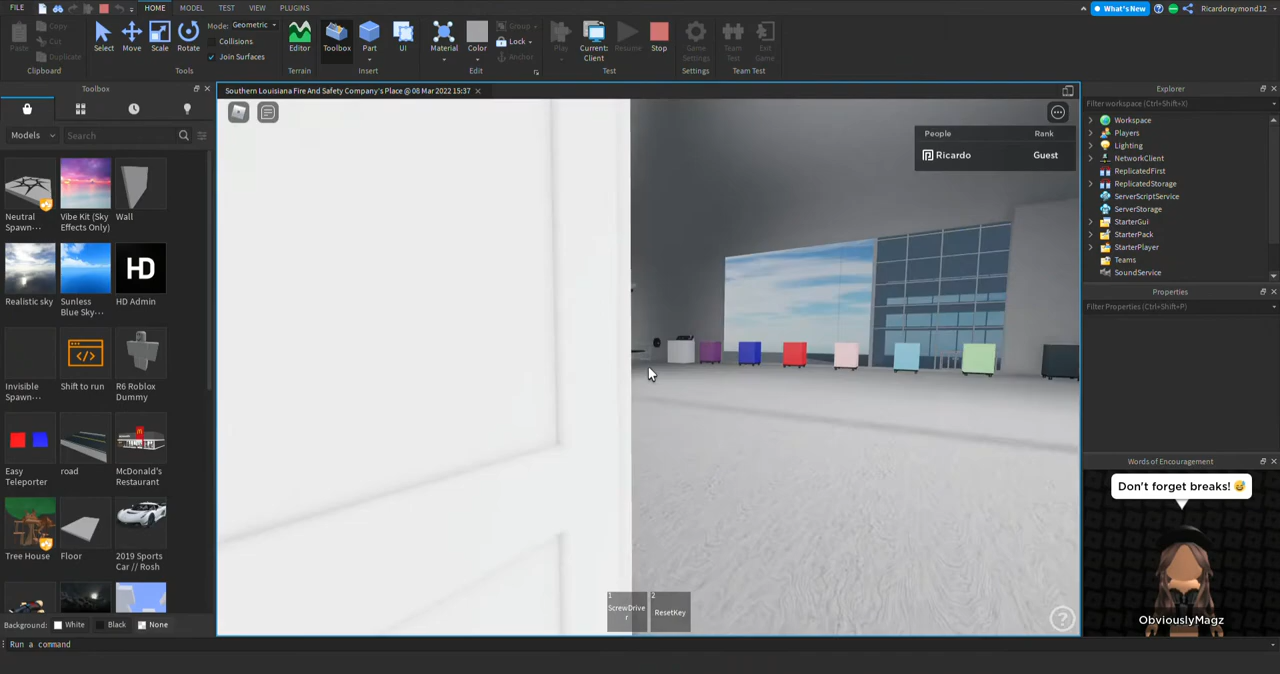 FILE HOME MODEL TEST VIEW PLUGINS What's New Ricardoraymond12
Paste Copy Cut Duplicate Clipboard
Select Move Scale Rotate Mode: Geometric Collisions Join Surfaces Tools
Editor Terrain
Toolbox Part UI Insert
Material Color Group Lock Anchor Edit
Play Current: Client Resume Stop Test
Game Settings Settings
Team Test Exit Game Team Test
Toolbox
Models Search
Neutral Spawn… Vibe Kit (Sky Effects Only) Wall
Realistic sky Sunless Blue Sky… HD HD Admin
Invisible Spawn… Shift to run R6 Roblox Dummy
Easy Teleporter road McDonald's Restaurant
Tree House Floor 2019 Sports Car // Rosh
Background: White Black None
Run a command
Southern Louisiana Fire And Safety Company's Place @ 08 Mar 2022 15:37
People Rank
Ricardo Guest
1 ScrewDrive
r
2 ResetKey
?
Explorer
Filter workspace (Ctrl+Shift+X)
Workspace
Players
Lighting
NetworkClient
ReplicatedFirst
ReplicatedStorage
ServerScriptService
ServerStorage
StarterGui
StarterPack
StarterPlayer
Teams
SoundService
Properties
Filter Properties (Ctrl+Shift+P)
Words of Encouragement
Don't forget breaks! 😅
ObviouslyMagz